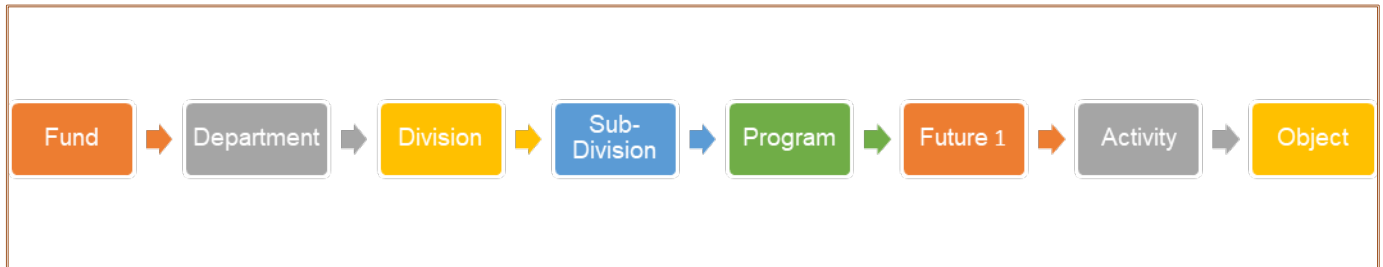 Fund
Department
Division
Sub-
Division
Program
Future 1
Activity
Object